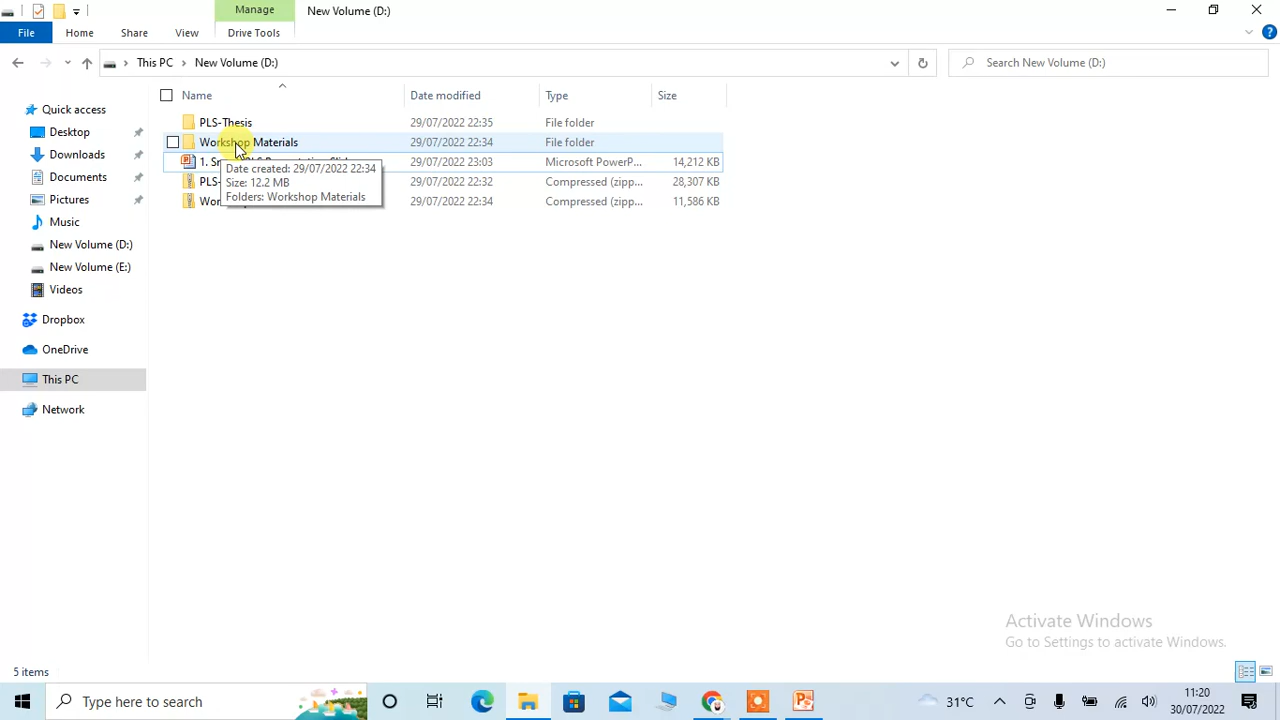 Manage
New Volume (D:)
File
Home
Share
View
Drive Tools
This PC
New Volume (D:)
Search New Volume (D:)
Name
Date modified
Type
Size
Quick access
Desktop
Downloads
Documents
Pictures
Music
New Volume (D:)
New Volume (E:)
Videos
Dropbox
OneDrive
This PC
Network
PLS-Thesis 29/07/2022 22:35 File folder
Workshop Materials 29/07/2022 22:34 File folder
29/07/2022 23:03 Microsoft PowerP... 14,212 KB
PLS- 29/07/2022 22:32 Compressed (zipp... 28,307 KB
29/07/2022 22:34 Compressed (zipp... 11,586 KB
Date created: 29/07/2022 22:34
Size: 12.2 MB
Folders: Workshop Materials
Activate Windows
Go to Settings to activate Windows.
5 items
Type here to search
31°C
11:20
30/07/2022